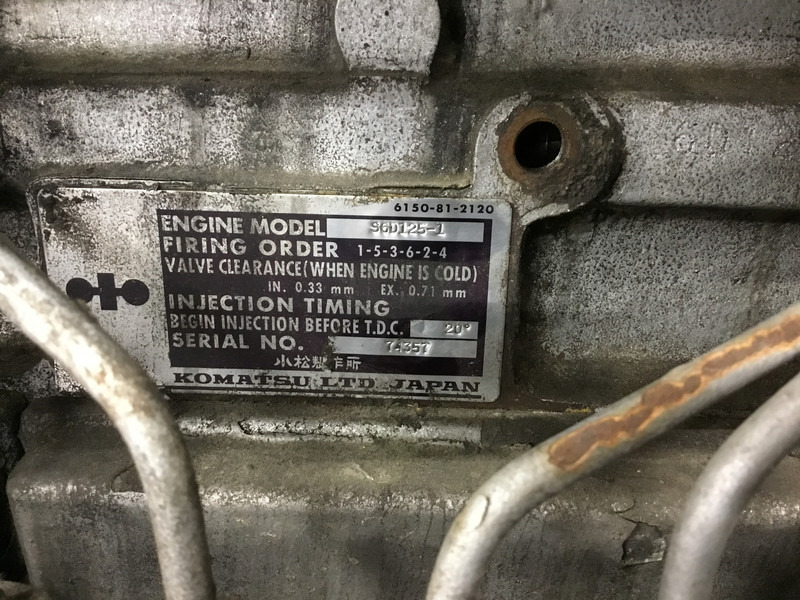 6150-81-2120
ENGINE MODEL S6D125-1
FIRING ORDER 1-5-3-6-2-4
VALVE CLEARANCE(WHEN ENGINE IS COLD)
IN. 0.33 mm EX. 0.71 mm
INJECTION TIMING
BEGIN INJECTION BEFORE T.D.C. 20°
SERIAL NO.
小松製作所
KOMATSU LTD. JAPAN